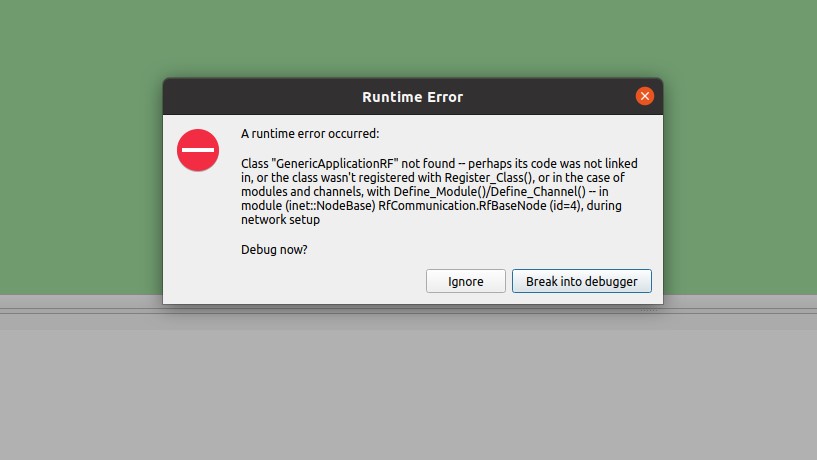 Runtime Error
A runtime error occurred:
Class "GenericApplicationRF" not found -- perhaps its code was not linked
in, or the class wasn't registered with Register_Class(), or in the case of
modules and channels, with Define_Module()/Define_Channel() -- in
module (inet::NodeBase) RfCommunication.RfBaseNode (id=4), during
network setup
Debug now?
Ignore
Break into debugger